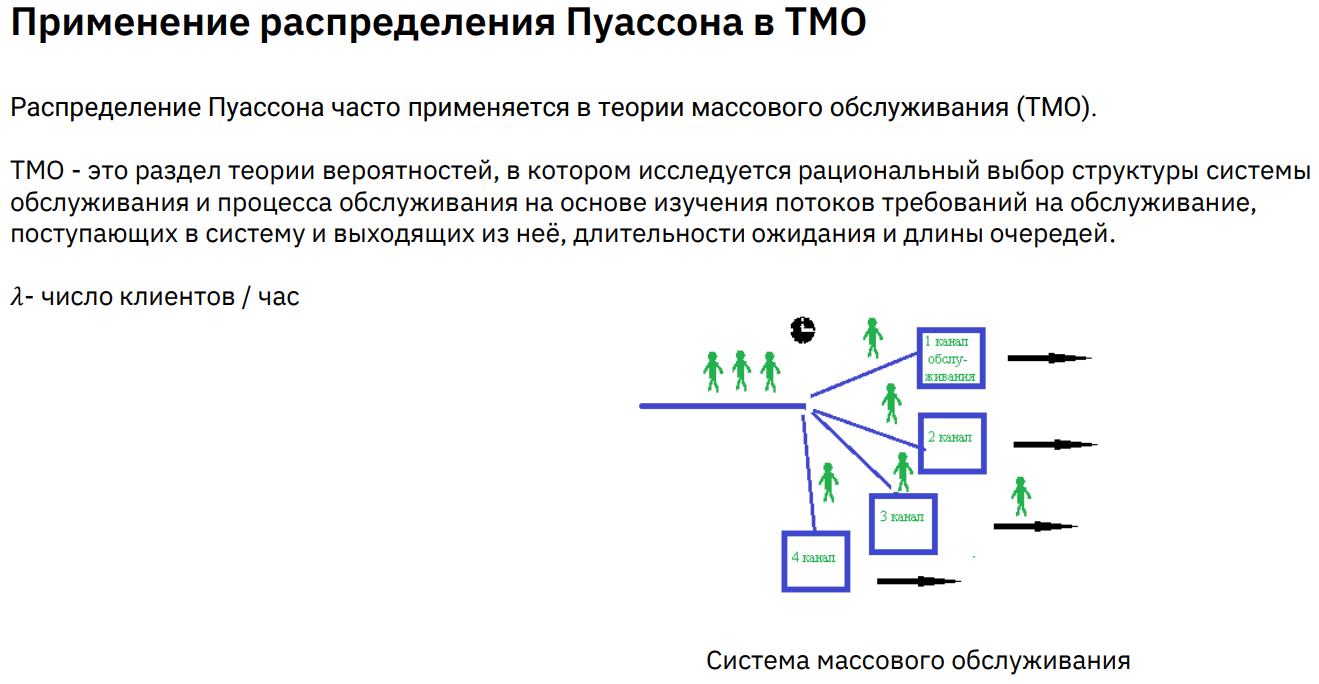 Применение распределения Пуассона в ТМО
Распределение Пуассона часто применяется в теории массового обслуживания (ТМО).
ТМО - это раздел теории вероятностей, в котором исследуется рациональный выбор структуры системы
обслуживания и процесса обслуживания на основе изучения потоков требований на обслуживание,
поступающих в систему и выходящих из неё, длительности ожидания и длины очередей.
λ- число клиентов / час
1 канал
обслу-
живания
2 канал
3 канал
4 канал
Система массового обслуживания